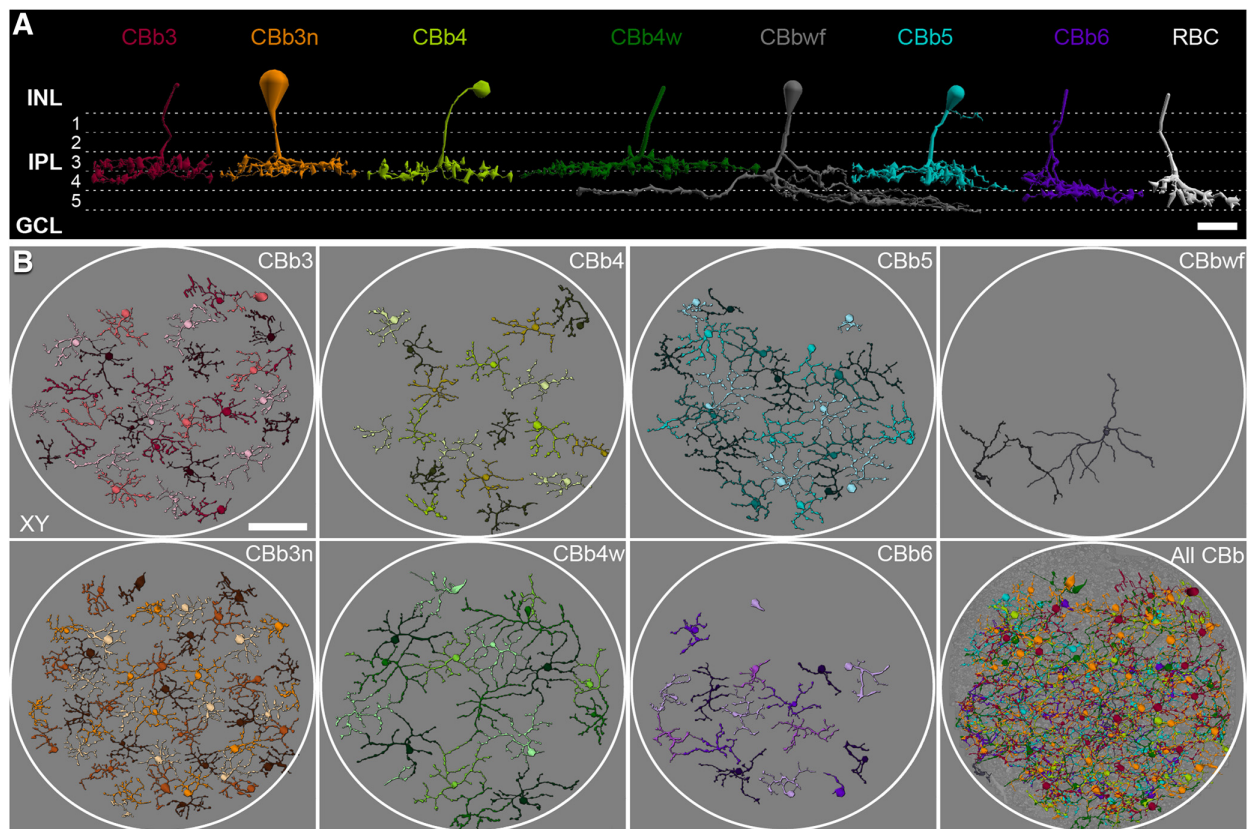 A
CBb3 CBb3n CBb4 CBb4w CBbwf CBb5 CBb6 RBC
INL
1
2
IPL 3
4
5
GCL
B
CBb3 CBb4 CBb5 CBbwf
XY
CBb3n CBb4w CBb6 All CBb